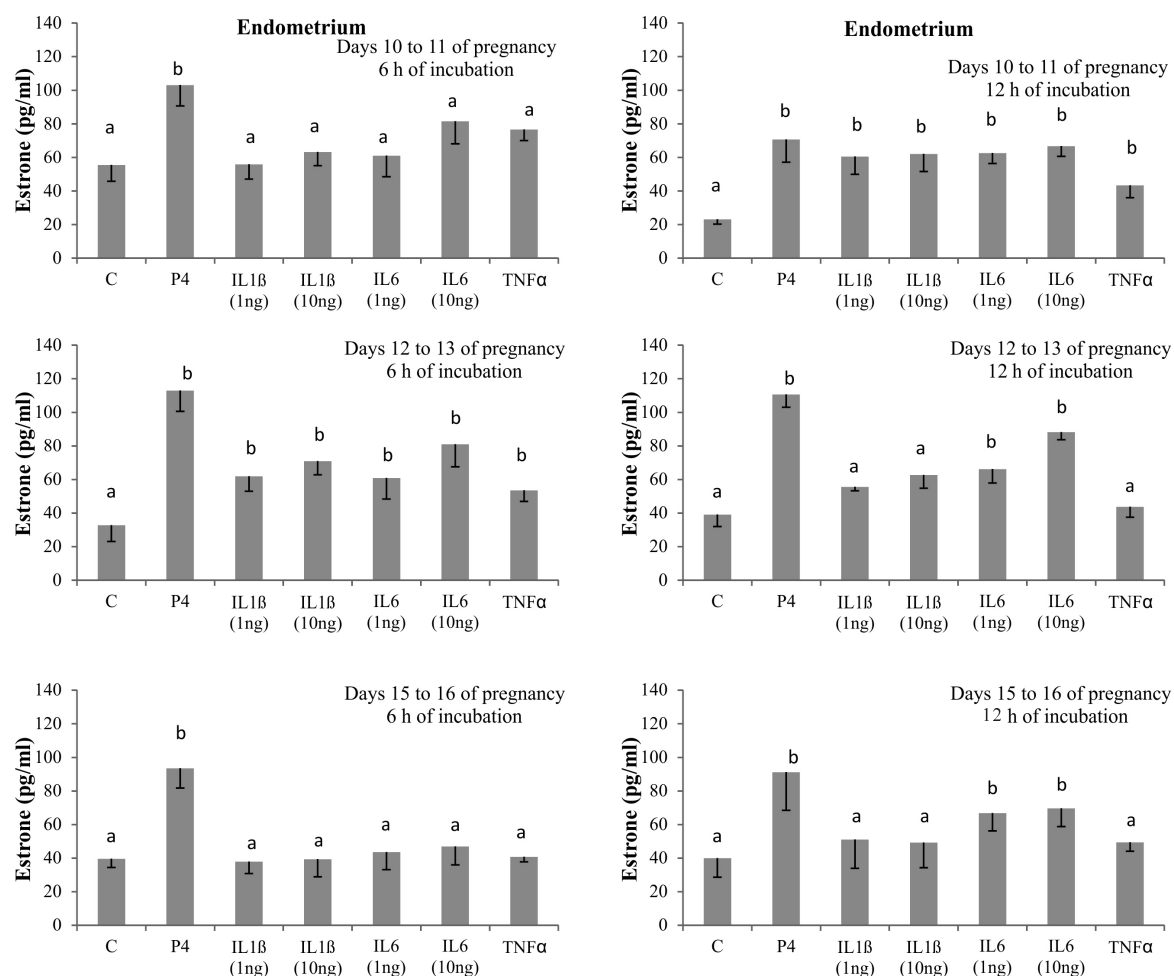 Endometrium
Days 10 to 11 of pregnancy
6 h of incubation
Estrone (pg/ml)
140
120
100
80
60
40
20
0
a
b
a
a
a
a
a
C P4 IL1ß IL1ß IL6 IL6 TNFα
(1ng) (10ng) (1ng) (10ng)
Endometrium
Days 10 to 11 of pregnancy
12 h of incubation
Estrone (pg/ml)
140
120
100
80
60
40
20
0
a
b
b
b
b
b
b
C P4 IL1ß IL1ß IL6 IL6 TNFα
(1ng) (10ng) (1ng) (10ng)
Days 12 to 13 of pregnancy
6 h of incubation
Estrone (pg/ml)
140
120
100
80
60
40
20
0
a
b
b
b
b
b
b
C P4 IL1ß IL1ß IL6 IL6 TNFα
(1ng) (10ng) (1ng) (10ng)
Days 12 to 13 of pregnancy
12 h of incubation
Estrone (pg/ml)
140
120
100
80
60
40
20
0
a
b
a
a
b
b
a
C P4 IL1ß IL1ß IL6 IL6 TNFα
(1ng) (10ng) (1ng) (10ng)
Days 15 to 16 of pregnancy
6 h of incubation
Estrone (pg/ml)
140
120
100
80
60
40
20
0
a
b
a
a
a
a
a
C P4 IL1ß IL1ß IL6 IL6 TNFα
(1ng) (10ng) (1ng) (10ng)
Days 15 to 16 of pregnancy
12 h of incubation
Estrone (pg/ml)
140
120
100
80
60
40
20
0
a
b
a
a
b
b
a
C P4 IL1ß IL1ß IL6 IL6 TNFα
(1ng) (10ng) (1ng) (10ng)